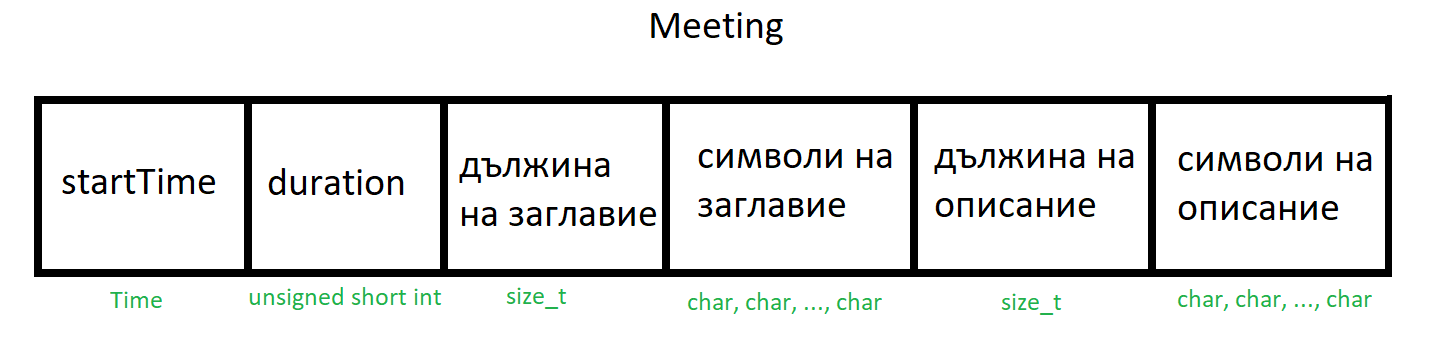 Meeting
startTime
duration
дължина
на заглавие
символи на
заглавие
дължина на
описание
символи на
описание
Time
unsigned short int
size_t
char, char, ..., char
size_t
char, char, ..., char